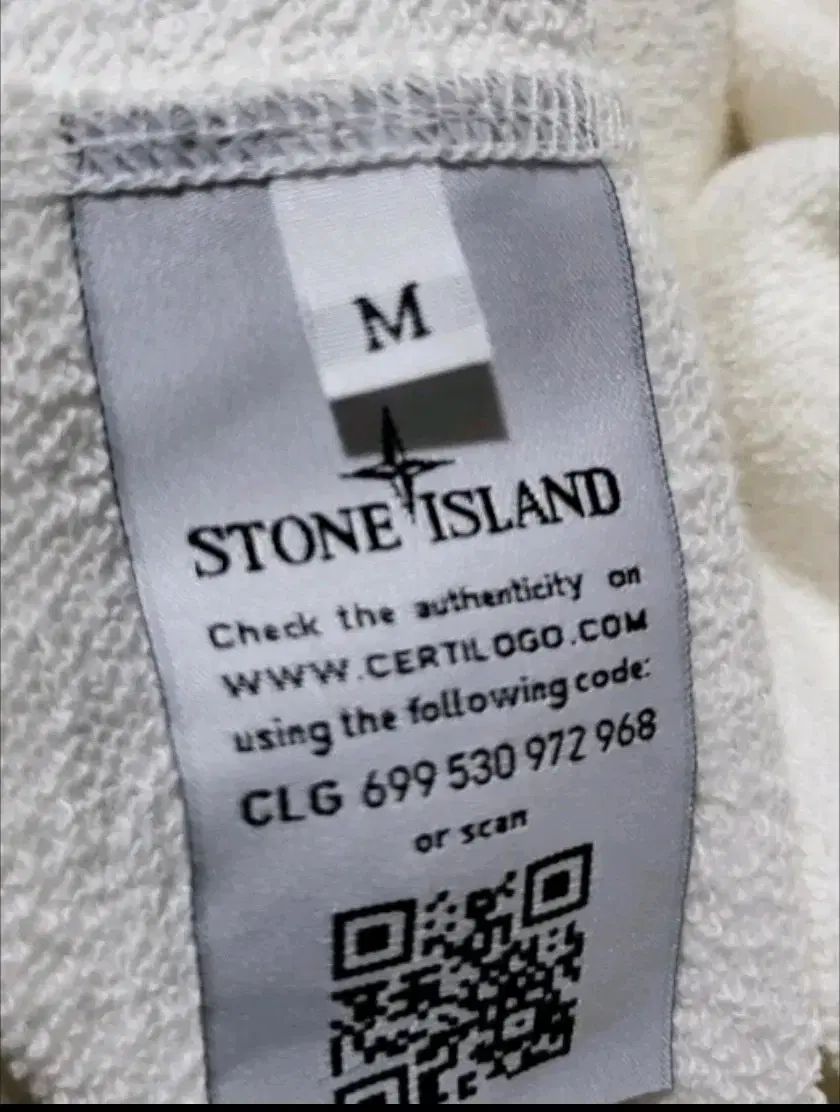 M
STONE ISLAND
Check the authenticity on
WWW.CERTILOGO.COM
using the following code:
CLG 699 530 972 968
or scan